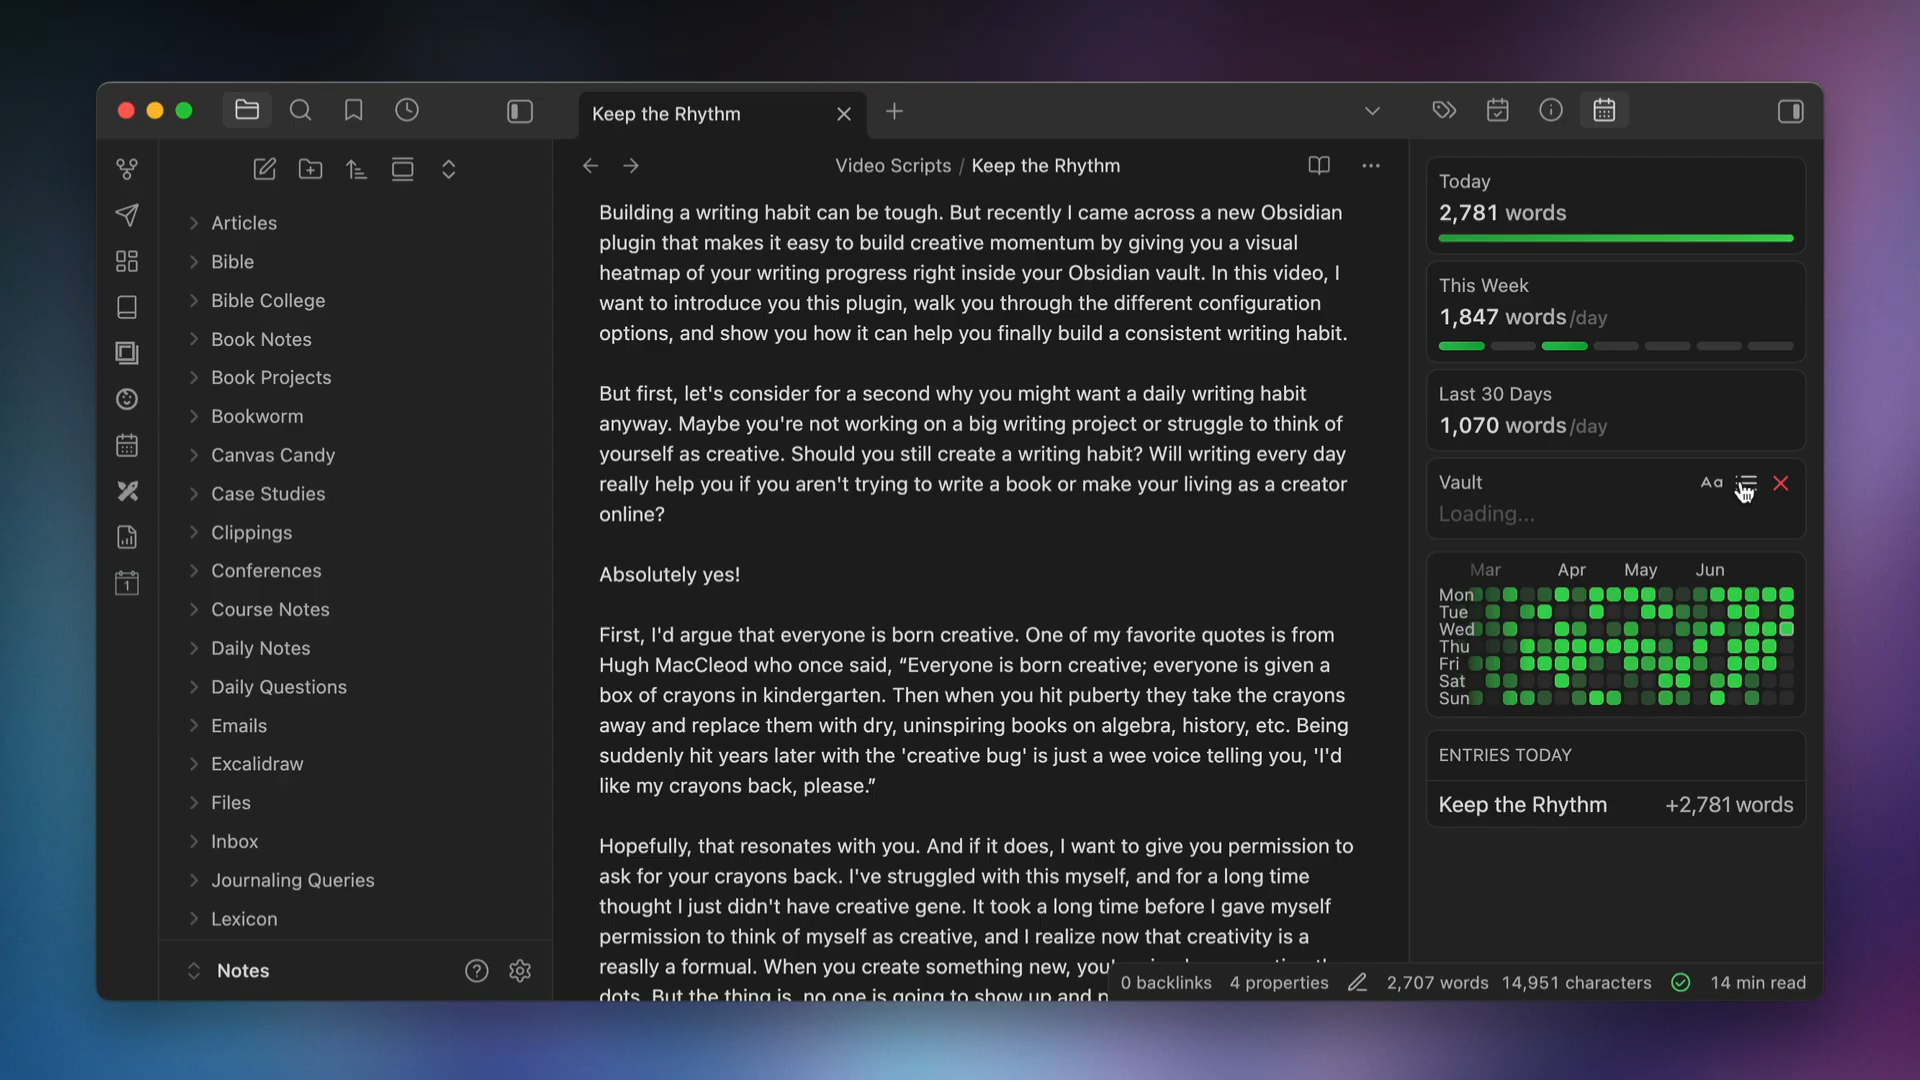 Keep the Rhythm
Video Scripts / Keep the Rhythm
Articles
Bible
Bible College
Book Notes
Book Projects
Bookworm
Canvas Candy
Case Studies
Clippings
Conferences
Course Notes
Daily Notes
Daily Questions
Emails
Excalidraw
Files
Inbox
Journaling Queries
Lexicon
Notes
1
Building a writing habit can be tough. But recently I came across a new Obsidian
plugin that makes it easy to build creative momentum by giving you a visual
heatmap of your writing progress right inside your Obsidian vault. In this video, I
want to introduce you this plugin, walk you through the different configuration
options, and show you how it can help you finally build a consistent writing habit.
But first, let's consider for a second why you might want a daily writing habit
anyway. Maybe you're not working on a big writing project or struggle to think of
yourself as creative. Should you still create a writing habit? Will writing every day
really help you if you aren't trying to write a book or make your living as a creator
online?
Absolutely yes!
First, I'd argue that everyone is born creative. One of my favorite quotes is from
Hugh MacCleod who once said, “Everyone is born creative; everyone is given a
box of crayons in kindergarten. Then when you hit puberty they take the crayons
away and replace them with dry, uninspiring books on algebra, history, etc. Being
suddenly hit years later with the 'creative bug' is just a wee voice telling you, 'I'd
like my crayons back, please.”
Hopefully, that resonates with you. And if it does, I want to give you permission to
ask for your crayons back. I've struggled with this myself, and for a long time
thought I just didn't have creative gene. It took a long time before I gave myself
permission to think of myself as creative, and I realize now that creativity is a
reaslly a formual. When you create something new, you'
dots. But the thing is, no one is going to show up and
Today
2,781 words
This Week
1,847 words/day
Last 30 Days
1,070 words/day
Vault Aa
Loading...
Mar Apr May Jun
Mon
Tue
Wed
Thu
Fri
Sat
Sun
ENTRIES TODAY
Keep the Rhythm +2,781 words
0 backlinks 4 properties 2,707 words 14,951 characters 14 min read